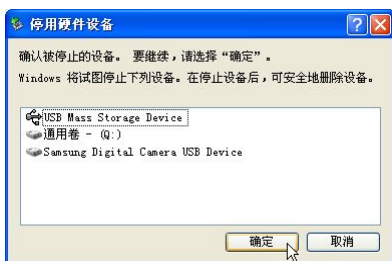 停用硬件设备
确认被停止的设备。 要继续，请选择“确定”。
Windows 将试图停止下列设备。在停止设备后，可安全地删除设备。
USB Mass Storage Device
通用卷 - (Q:)
Samsung Digital Camera USB Device
确定 取消